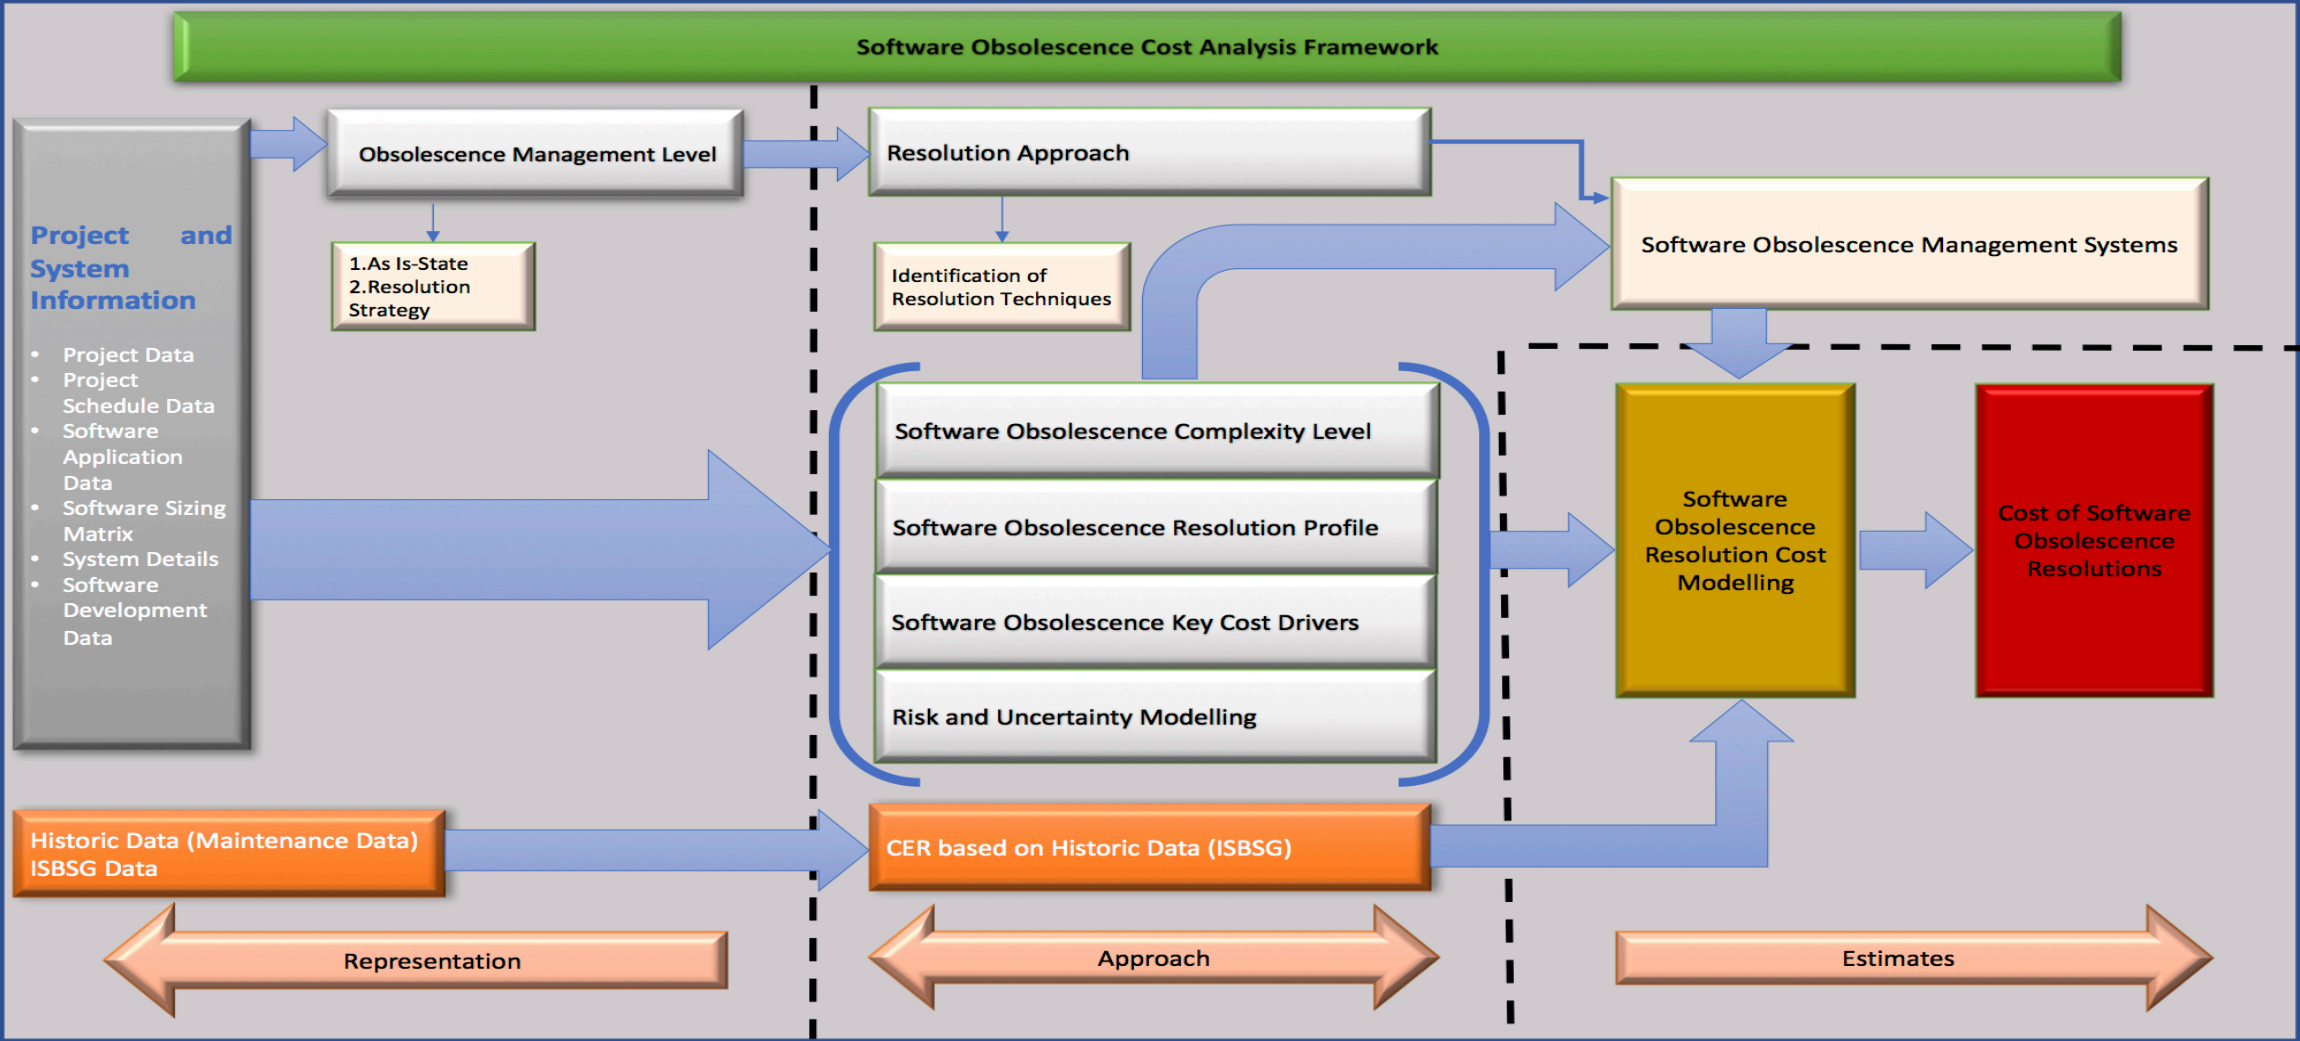 Software Obsolescence Cost Analysis Framework
Project and
System
Information
• Project Data
• Project
Schedule Data
• Software
Application
Data
• Software Sizing
Matrix
• System Details
• Software
Development
Data
Obsolescence Management Level
1.As Is-State
2.Resolution
Strategy
Resolution Approach
Identification of
Resolution Techniques
Software Obsolescence Management Systems
Software Obsolescence Complexity Level
Software Obsolescence Resolution Profile
Software Obsolescence Key Cost Drivers
Risk and Uncertainty Modelling
Software
Obsolescence
Resolution Cost
Modelling
Cost of Software
Obsolescence
Resolutions
Historic Data (Maintenance Data)
ISBSG Data
CER based on Historic Data (ISBSG)
Representation
Approach
Estimates